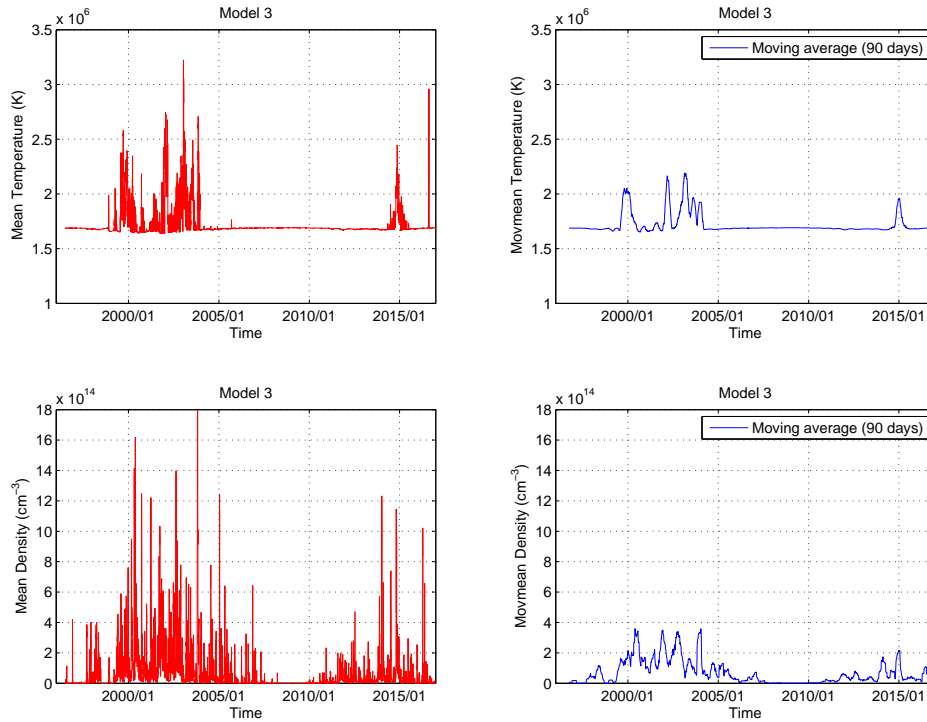 Model 3
x 10^6
3.5
3
2.5
2
1.5
1
Mean Temperature (K)
2000/01 2005/01 2010/01 2015/01
Time
Model 3
x 10^6
3.5
3
2.5
2
1.5
1
Movmean Temperature (K)
Moving average (90 days)
2000/01 2005/01 2010/01 2015/01
Time
Model 3
x 10^14
18
16
14
12
10
8
6
4
2
0
Mean Density (cm^−3)
2000/01 2005/01 2010/01 2015/01
Time
Model 3
x 10^14
18
16
14
12
10
8
6
4
2
0
Movmean Density (cm^−3)
Moving average (90 days)
2000/01 2005/01 2010/01 2015/01
Time